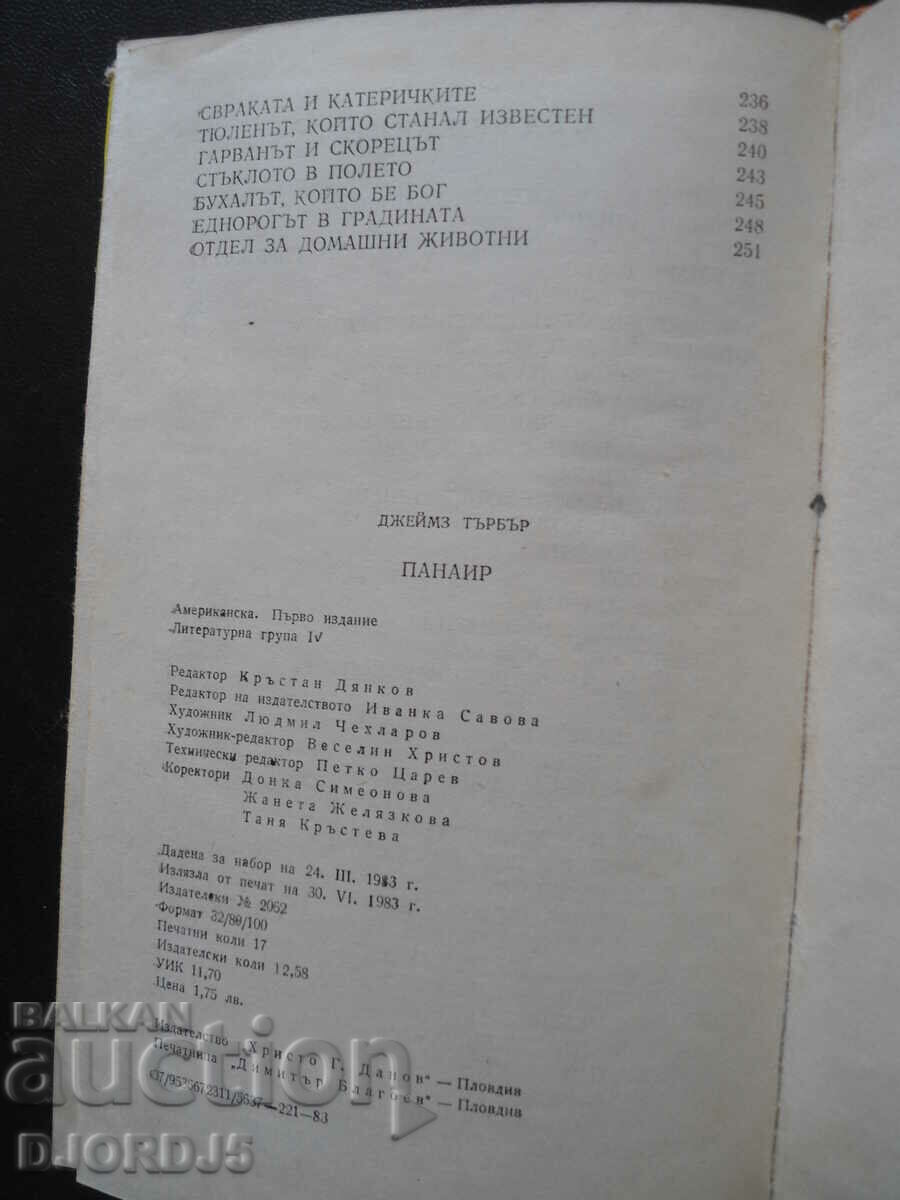 СВРАКАТА И КАТЕРИЧКИТЕ 236
ТЮЛЕНЪТ, КОЙТО СТАНАЛ ИЗВЕСТЕН 238
ГАРВАНЪТ И СКОРЕЦЪТ 240
СТЪКЛОТО В ПОЛЕТО 243
БУХАЛЪТ, КОЙТО БЕ БОГ 245
ЕДНОРОГЪТ В ГРАДИНАТА 248
ОТДЕЛ ЗА ДОМАШНИ ЖИВОТНИ 251
ДЖЕЙМЗ ТЪРБЪР
ПАНАИР
Американска. Първо издание
Литературна група IV
Редактор Кръстан Дянков
Редактор на издателството Иванка Савова
Художник Людмил Чехларов
Художник-редактор Веселин Христов
Технически редактор Петко Царев
Коректори Донка Симеонова
Жанета Желязкова
Таня Кръстева
Дадена за набор на 24. III. 1983 г.
Излязла от печат на 30. VI. 1983 г.
Издателски № 2062
Формат 32/80/100
Печатни коли 17
Издателски коли 12,58
УИК 11,70
Цена 1,75 лв.
Издателство „Христо Г. Данов" — Пловдив
Печатница „Димитър Благоев" — Пловдив
/5637—221—83
BALKAN
auction
DJORDJ5